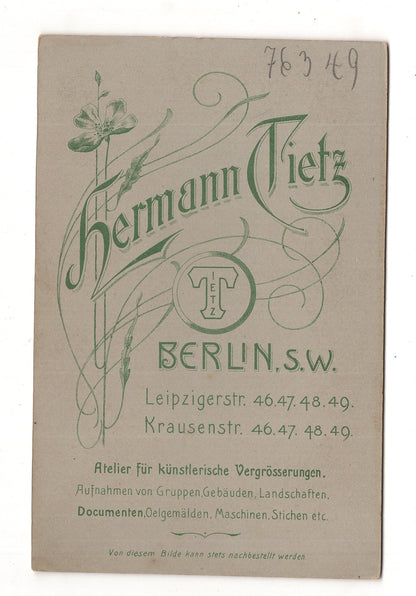 76349
Hermann Tietz
TIETZ
BERLIN, S.W.
Leipzigerstr. 46.47.48.49.
Krausenstr. 46.47.48.49.
Atelier für künstlerische Vergrösserungen.
Aufnahmen von Gruppen, Gebäuden, Landschaften,
Documenten, Oelgemälden, Maschinen, Stichen etc.
Von diesem Bilde kann stets nachbestellt werden